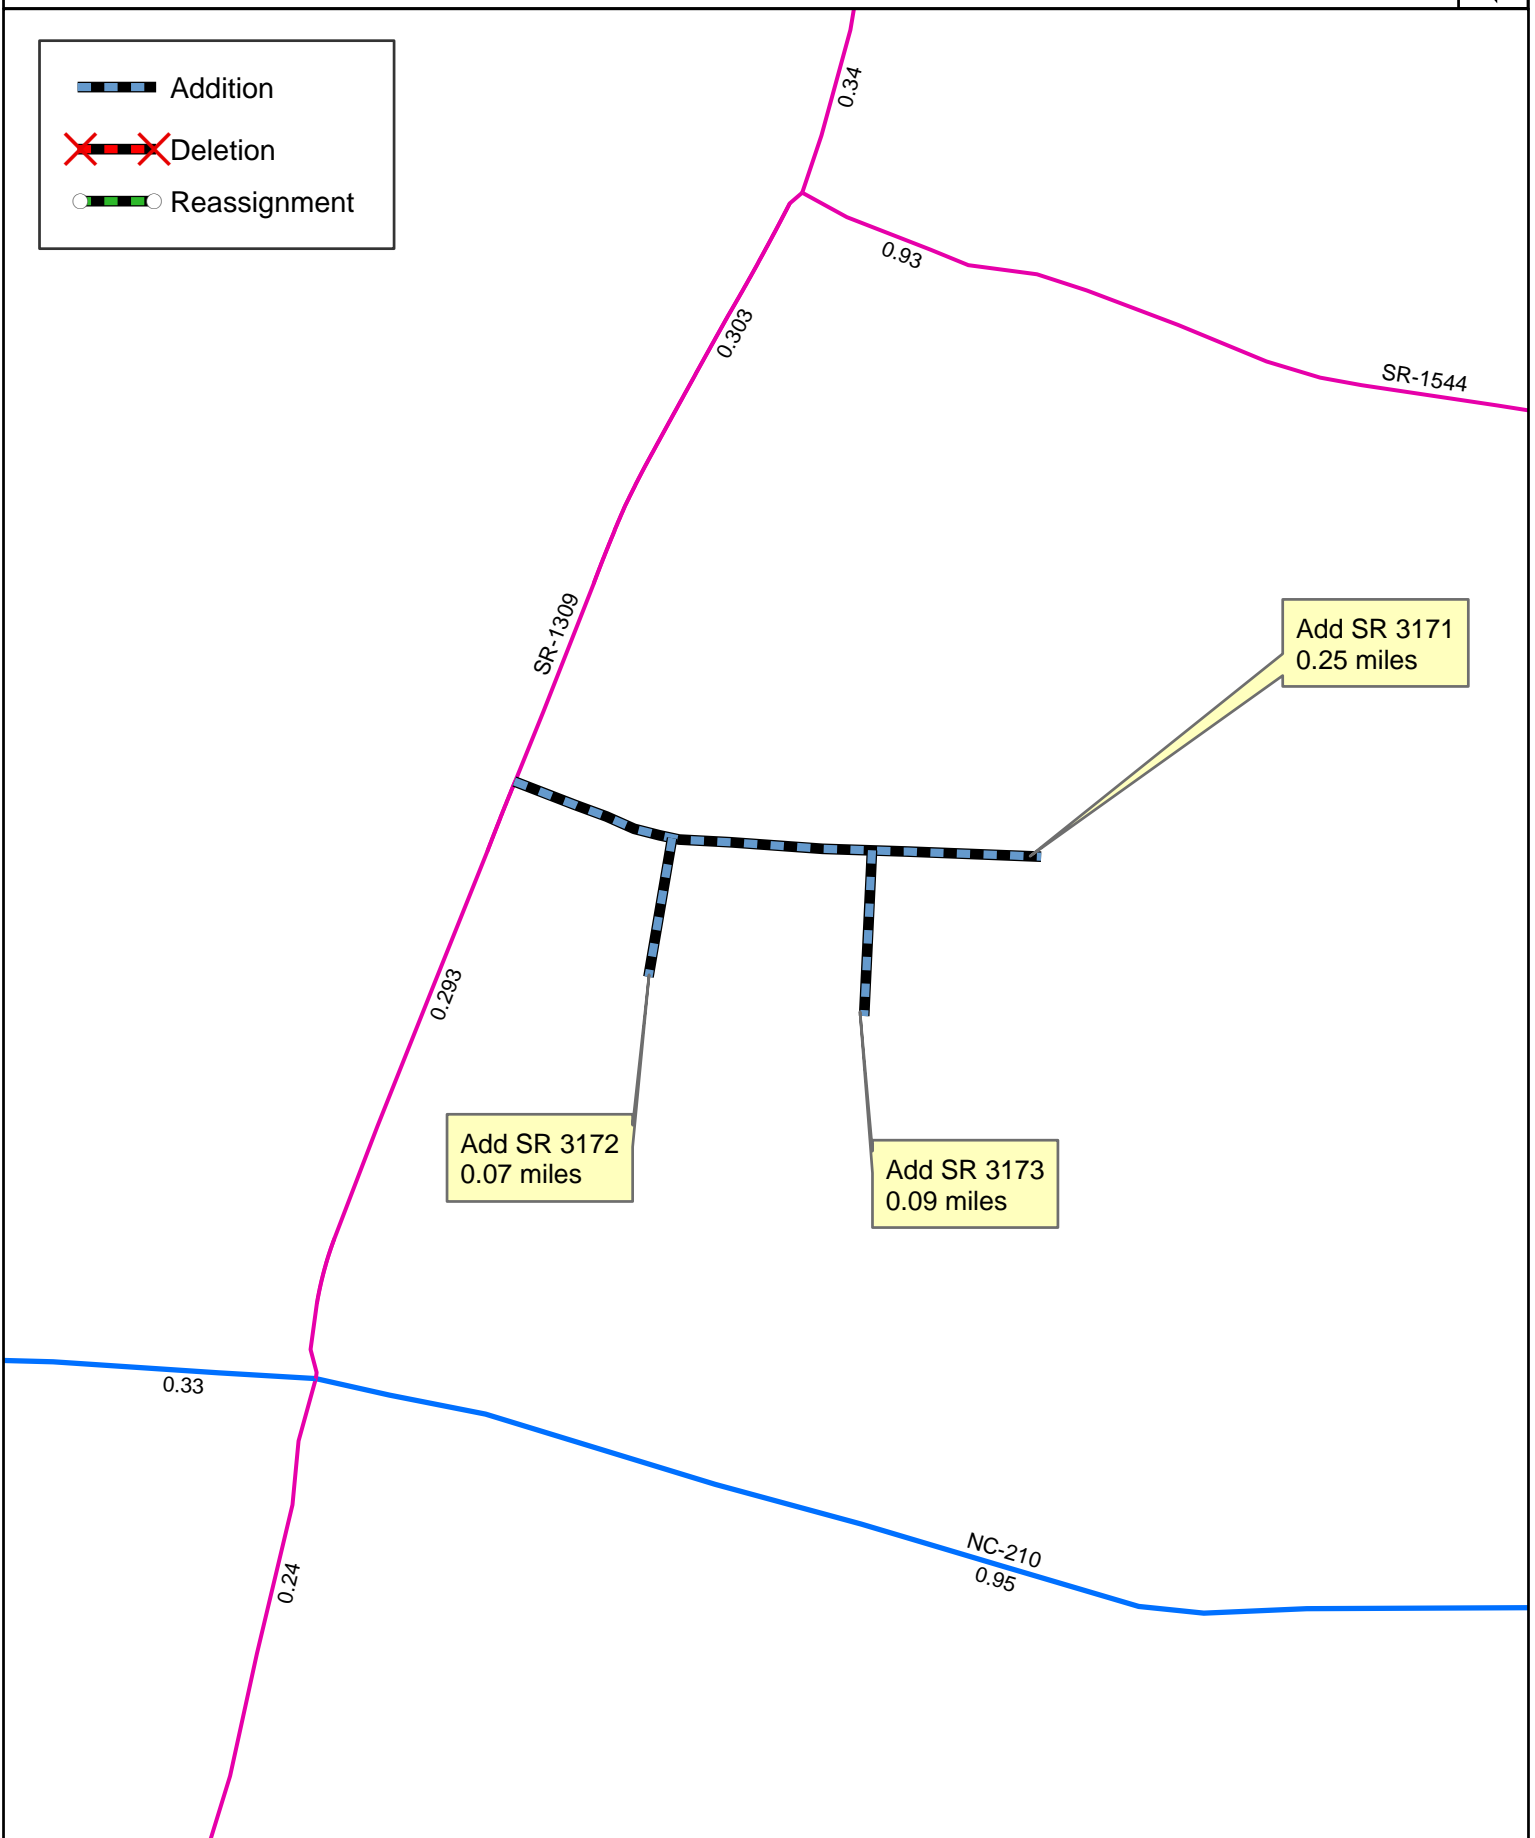 Addition
Deletion
Reassignment
0.34
0.93
0.303
SR-1544
SR-1309
Add SR 3171
0.25 miles
0.293
Add SR 3172
0.07 miles
Add SR 3173
0.09 miles
0.33
NC-210
0.95
0.24